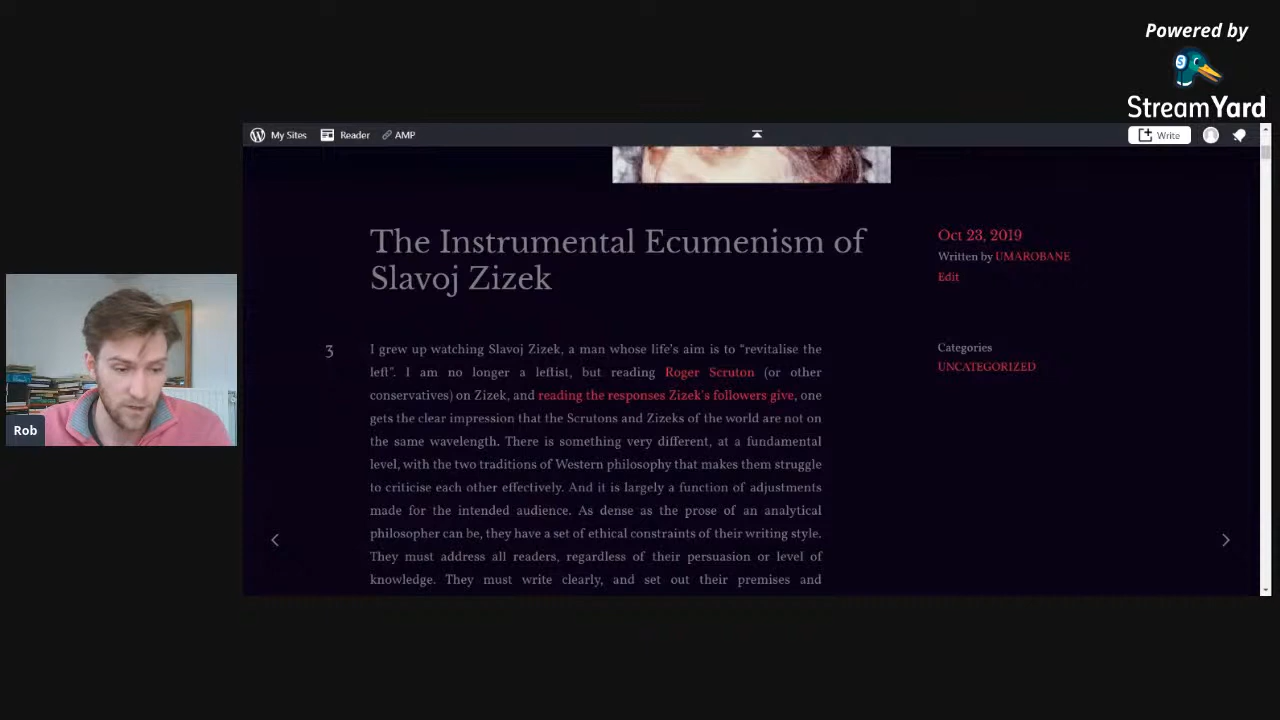 Powered by
StreamYard
My Sites
Reader
AMP
Write
The Instrumental Ecumenism of
Slavoj Zizek
Oct 23, 2019
Written by UMAROBANE
Edit
3
I grew up watching Slavoj Zizek, a man whose life's aim is to “revitalise the
left”. I am no longer a leftist, but reading Roger Scruton (or other
conservatives) on Zizek, and reading the responses Zizek's followers give, one
gets the clear impression that the Scrutons and Zizeks of the world are not on
the same wavelength. There is something very different, at a fundamental
level, with the two traditions of Western philosophy that makes them struggle
to criticise each other effectively. And it is largely a function of adjustments
made for the intended audience. As dense as the prose of an analytical
philosopher can be, they have a set of ethical constraints of their writing style.
They must address all readers, regardless of their persuasion or level of
knowledge. They must write clearly, and set out their premises and
Categories
UNCATEGORIZED
Rob